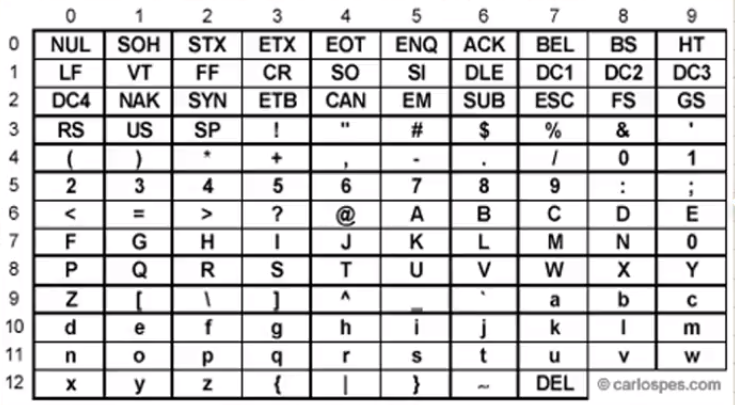 0 1 2 3 4 5 6 7 8 9
0 NUL SOH STX ETX EOT ENQ ACK BEL BS HT
1 LF VT FF CR SO SI DLE DC1 DC2 DC3
2 DC4 NAK SYN ETB CAN EM SUB ESC FS GS
3 RS US SP ! " # $ % & '
4 ( ) * + , - . / 0 1
5 2 3 4 5 6 7 8 9 : ;
6 < = > ? @ A B C D E
7 F G H I J K L M N 0
8 P Q R S T U V W X Y
9 Z [ \ ] ^ _ ` a b c
10 d e f g h i j k l m
11 n o p q r s t u v w
12 x y z { | } ~ DEL © carlospes.com